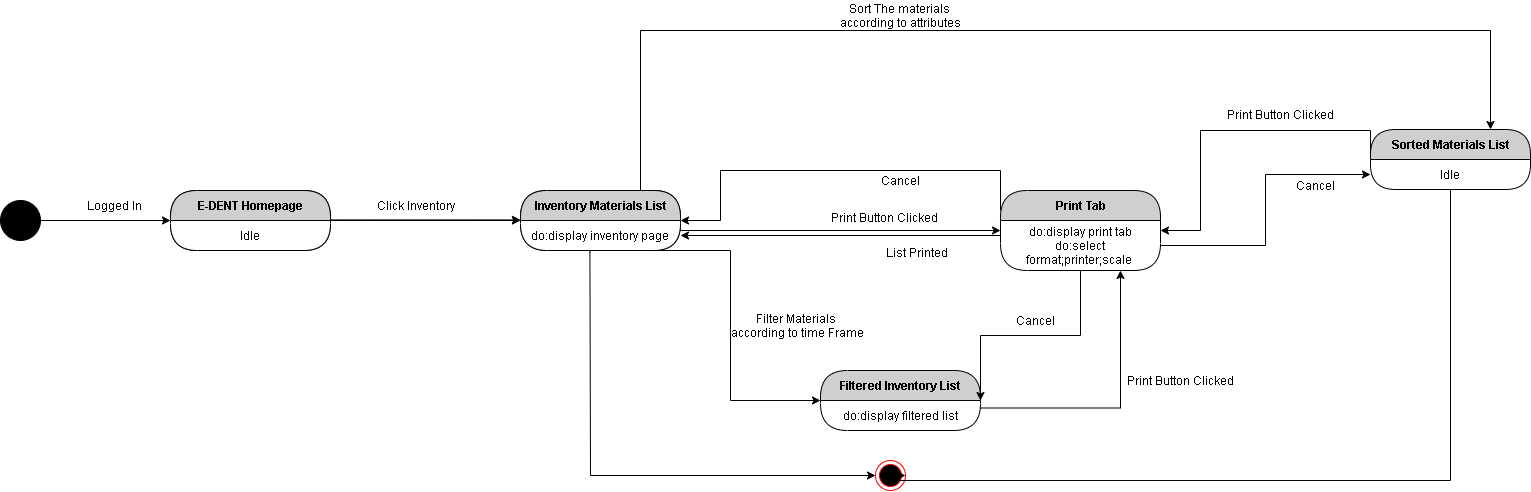 Sort The materials
according to attributes
Print Button Clicked
Sorted Materials List
Idle
Cancel
Cancel
Logged In
E-DENT Homepage
Idle
Click Inventory
Inventory Materials List
do:display inventory page
Print Button Clicked
List Printed
Print Tab
do:display print tab
do:select
format;printer;scale
Filter Materials
according to time Frame
Cancel
Filtered Inventory List
do:display filtered list
Print Button Clicked